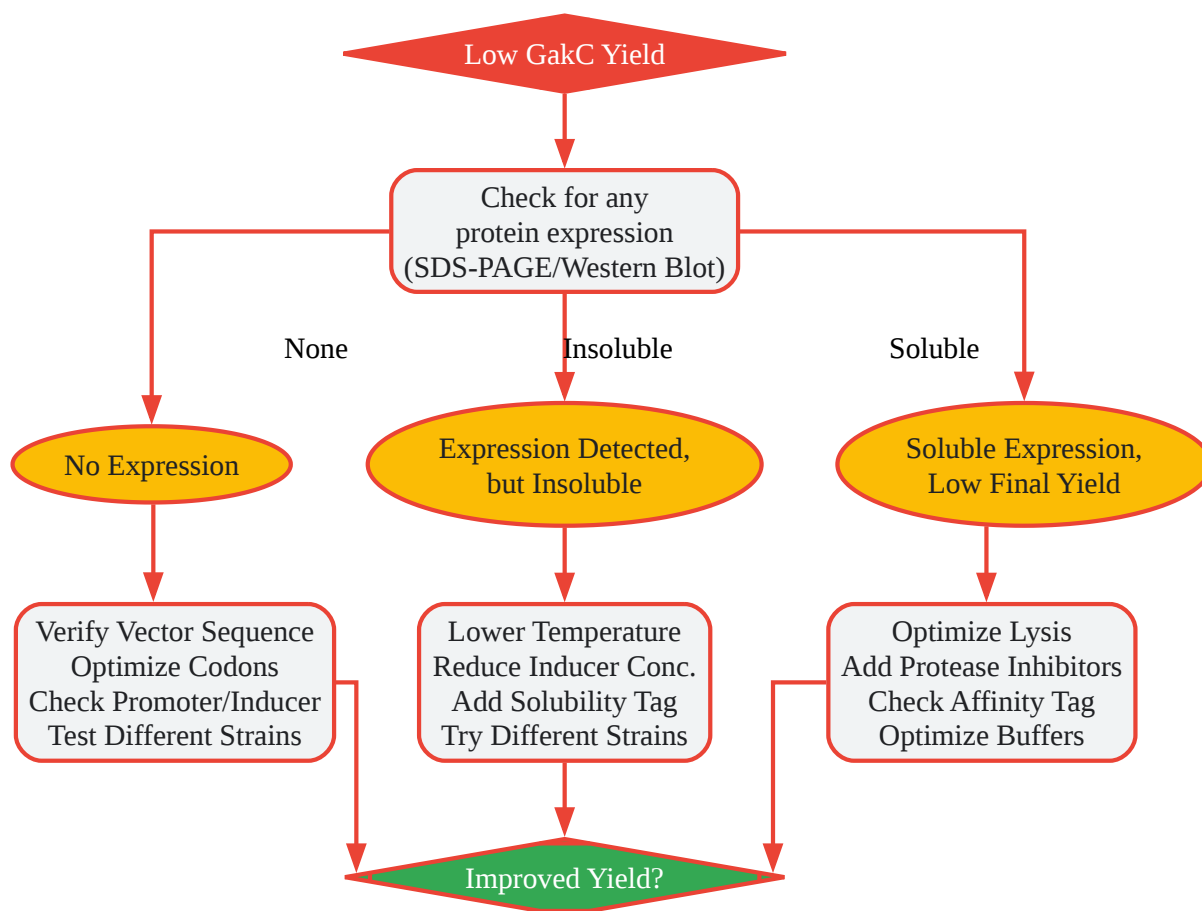 Low GakC Yield
Check for any
protein expression
(SDS-PAGE/Western Blot)
None
Insoluble
Soluble
No Expression
Expression Detected,
but Insoluble
Soluble Expression,
Low Final Yield
Verify Vector Sequence
Optimize Codons
Check Promoter/Inducer
Test Different Strains
Lower Temperature
Reduce Inducer Conc.
Add Solubility Tag
Try Different Strains
Optimize Lysis
Add Protease Inhibitors
Check Affinity Tag
Optimize Buffers
Improved Yield?